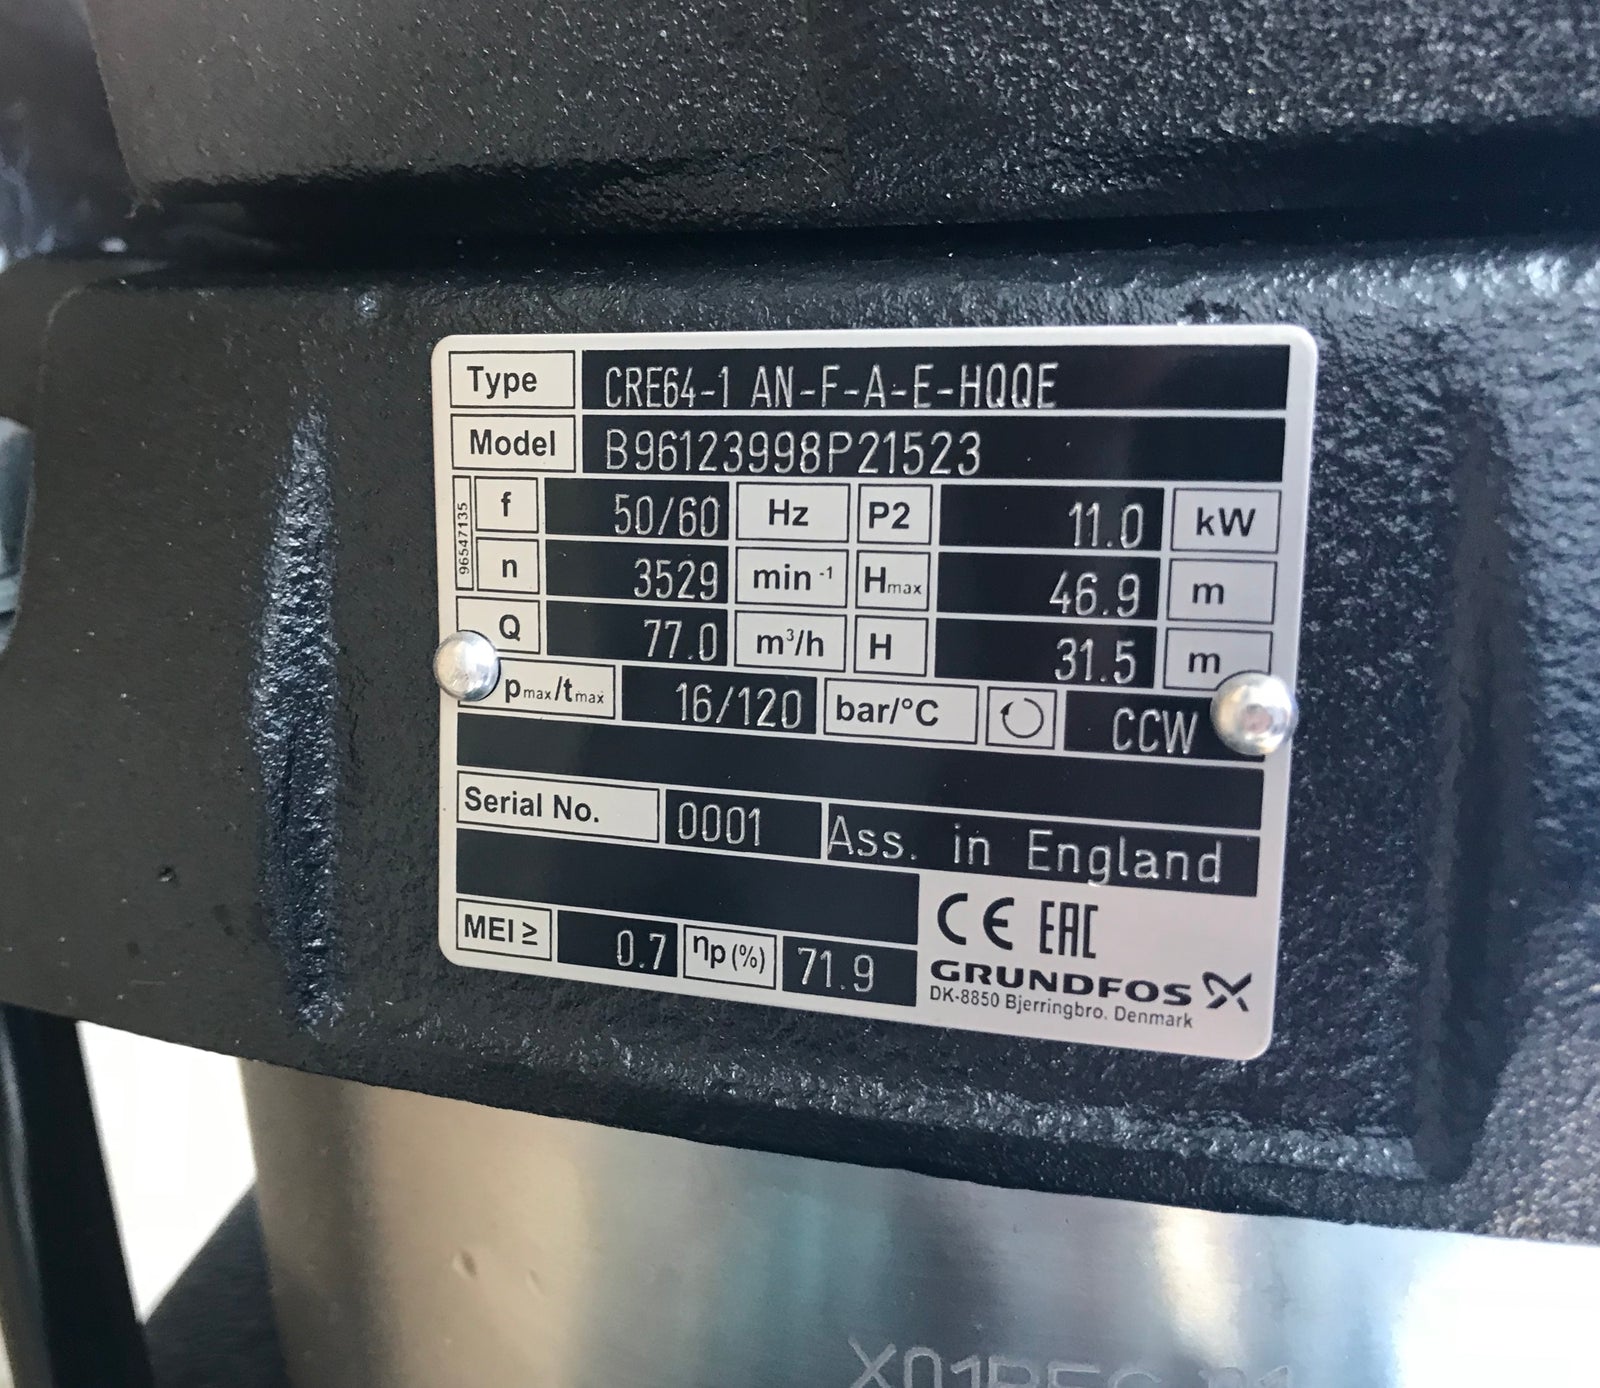 Type CRE64-1 AN-F-A-E-HQQE
Model B96123998P21523
96547135
f 50/60 Hz P2 11.0 kW
n 3529 min-1 Hmax 46.9 m
Q 77.0 m³/h H 31.5 m
pmax/tmax 16/120 bar/°C CCW
Serial No. 0001 Ass. in England
MEI ≥ 0.7 ηp (%) 71.9
CE EAC
GRUNDFOS
DK-8850 Bjerringbro. Denmark